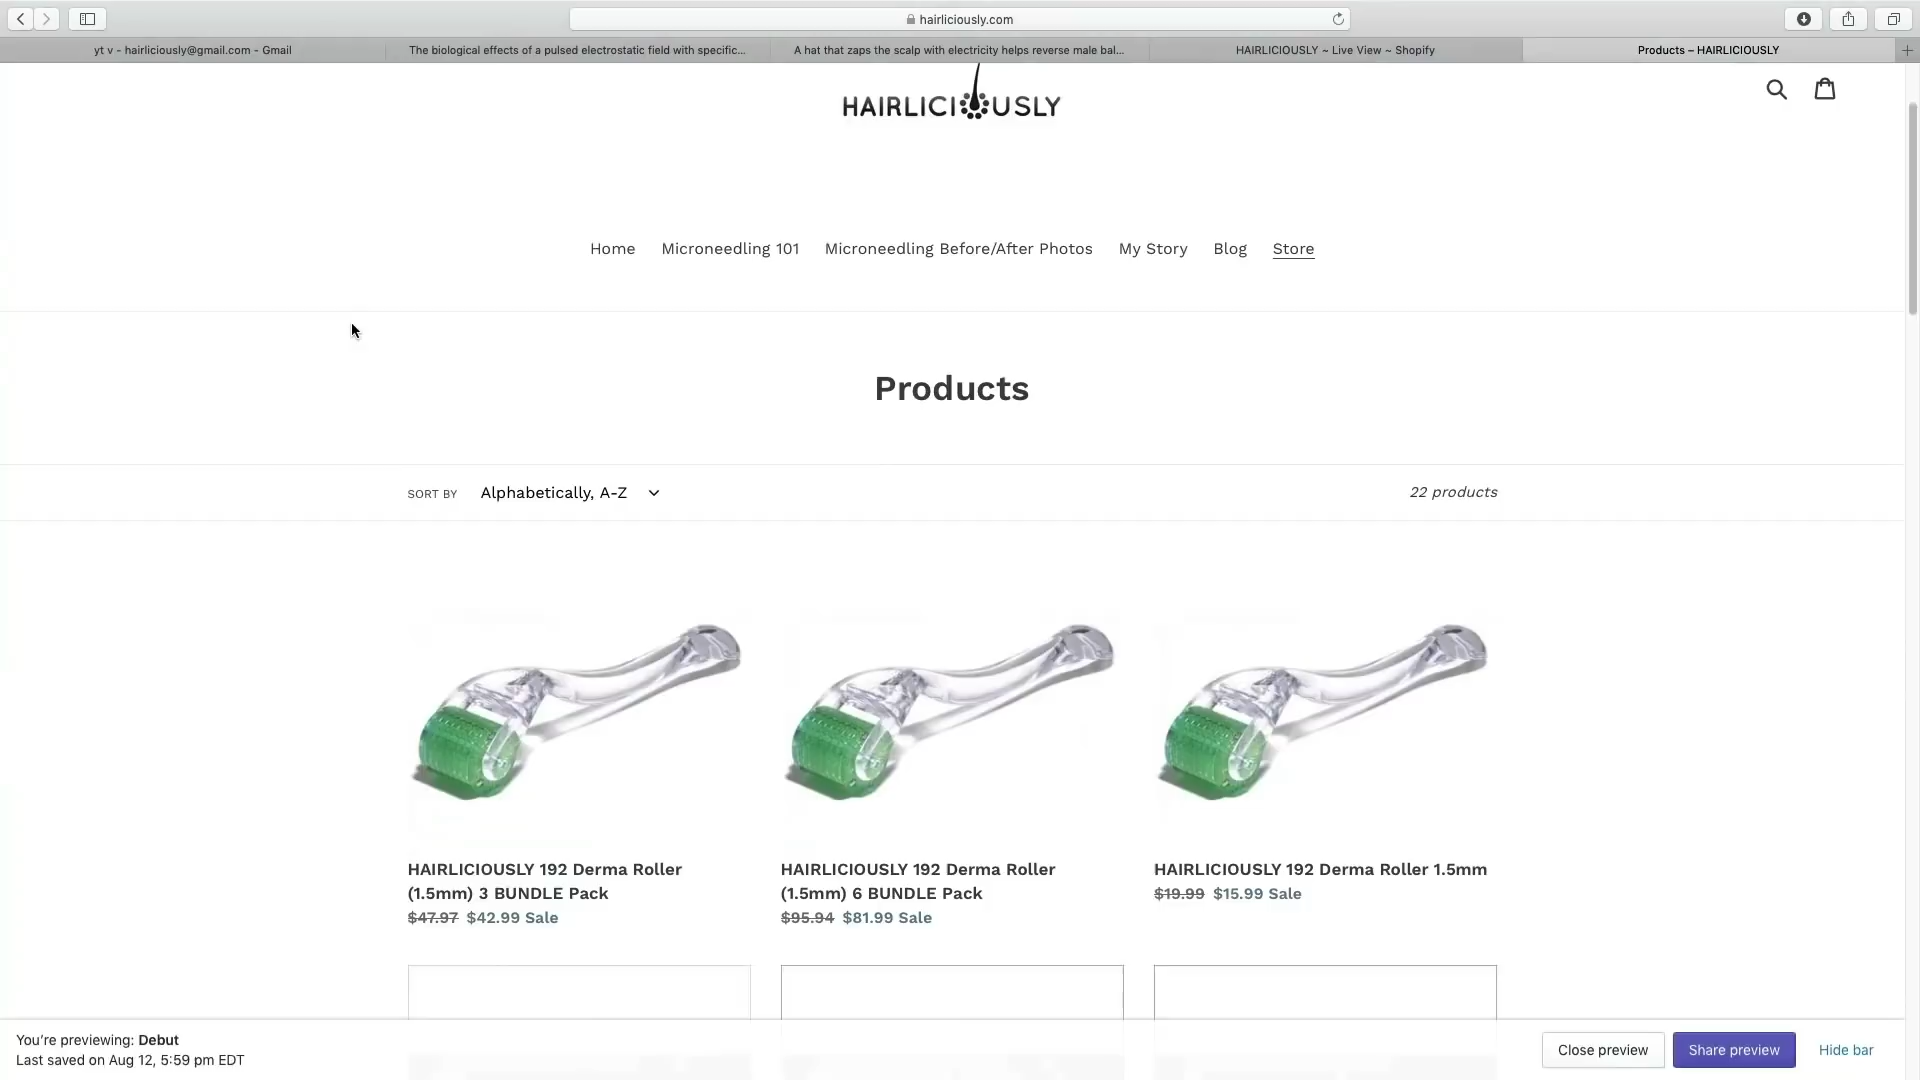 hairliciously.com
yt v - hairliciously@gmail.com - Gmail
The biological effects of a pulsed electrostatic field with specific...
A hat that zaps the scalp with electricity helps reverse male bal...
HAIRLICIOUSLY ~ Live View ~ Shopify
Products – HAIRLICIOUSLY
HAIRLICIOUSLY
Home
Microneedling 101
Microneedling Before/After Photos
My Story
Blog
Store
Products
SORT BY
Alphabetically, A-Z
22 products
HAIRLICIOUSLY 192 Derma Roller
(1.5mm) 3 BUNDLE Pack
$47.97 $42.99 Sale
HAIRLICIOUSLY 192 Derma Roller
(1.5mm) 6 BUNDLE Pack
$95.94 $81.99 Sale
HAIRLICIOUSLY 192 Derma Roller 1.5mm
$19.99 $15.99 Sale
You're previewing: Debut
Last saved on Aug 12, 5:59 pm EDT
Close preview
Share preview
Hide bar